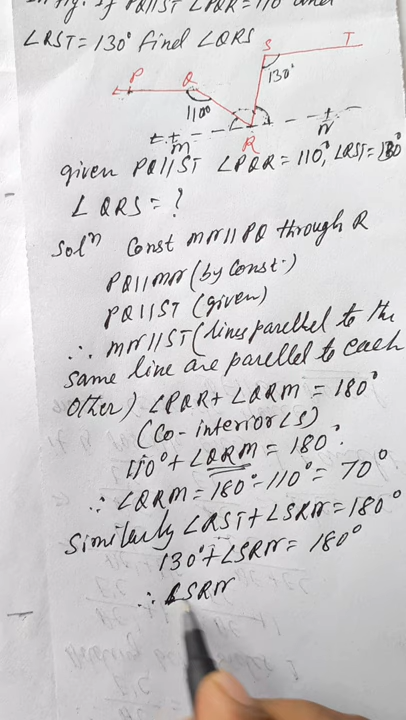 In fig. if PQ||ST ∠PQR = 110° and
∠RST = 130° find ∠QRS
S
T
P
Q
130°
110°
M
R
N
given PQ||ST ∠PQR = 110°, ∠RST = 130°
∠QRS = ?
Solⁿ Const MN||PQ through R
PQ||MN (by Const.)
PQ||ST (given)
∴ MN||ST (lines parellel to the
same line are parellel to each
other) ∠PQR + ∠QRM = 180°
(Co-interior ∠S)
110° + ∠QRM = 180°.
∴ ∠QRM = 180° - 110° = 70°
Similarly ∠RST + ∠SRN = 180°
130° + ∠SRN = 180°
∴ ∠SRN